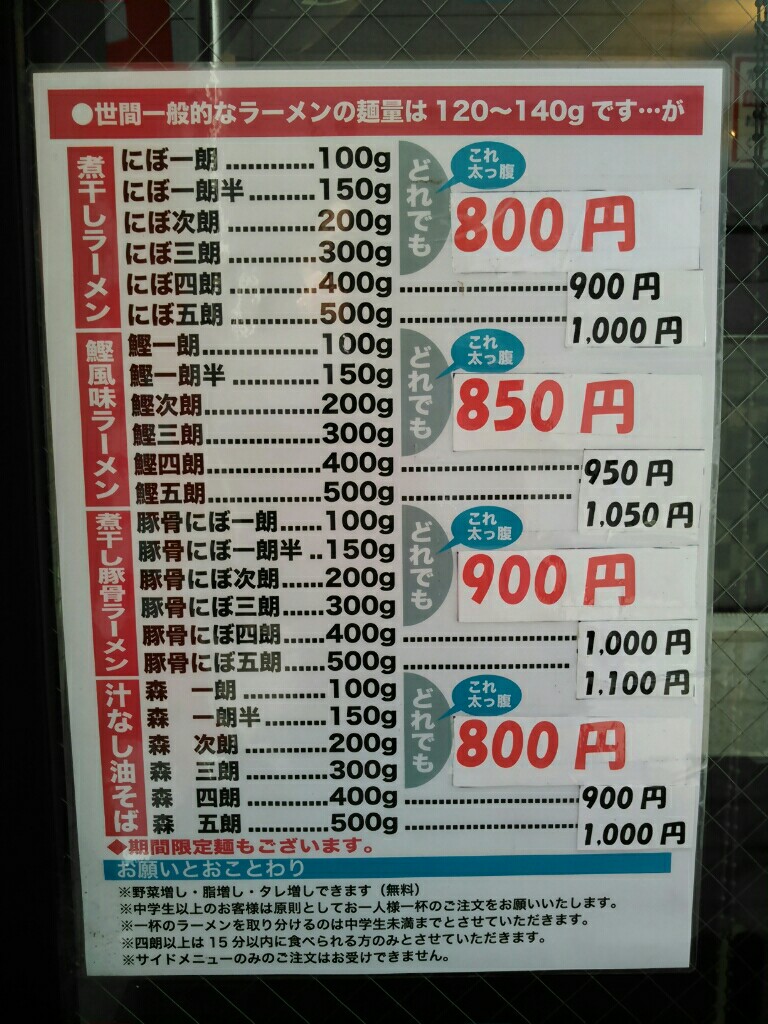 ●世間一般的なラーメンの麺量は120～140gです…が
煮干しラーメン
にぼ一朗 ............100g
にぼ一朗半.........150g
にぼ次朗 ............200g
にぼ三朗 ............300g
どれでも
これ
太っ腹
800円
にぼ四朗 ............400g ..............................900円
にぼ五朗 ............500g ..............................1,000円
鰹風味ラーメン
鰹一朗...............100g
鰹一朗半 ............150g
鰹次朗...............200g
鰹三朗...............300g
どれでも
これ
太っ腹
850円
鰹四朗...............400g ..............................950円
鰹五朗...............500g ..............................1,050円
煮干し豚骨ラーメン
豚骨にぼ一朗......100g
豚骨にぼ一朗半 ..150g
豚骨にぼ次朗......200g
豚骨にぼ三朗......300g
どれでも
これ
太っ腹
900円
豚骨にぼ四朗......400g ..............................1,000円
豚骨にぼ五朗......500g ..............................1,100円
汁なし油そば
森　一朗 ............100g
森　一朗半.........150g
森　次朗 ............200g
森　三朗 ............300g
どれでも
これ
太っ腹
800円
森　四朗 ............400g ..............................900円
森　五朗 ............500g ..............................1,000円
◆期間限定麺もございます。
お願いとおことわり
※野菜増し・脂増し・タレ増しできます（無料）
※中学生以上のお客様は原則としてお一人様一杯のご注文をお願いいたします。
※一杯のラーメンを取り分けるのは中学生未満までとさせていただきます。
※四朗以上は15分以内に食べられる方のみとさせていただきます。
※サイドメニューのみのご注文はお受けできません。